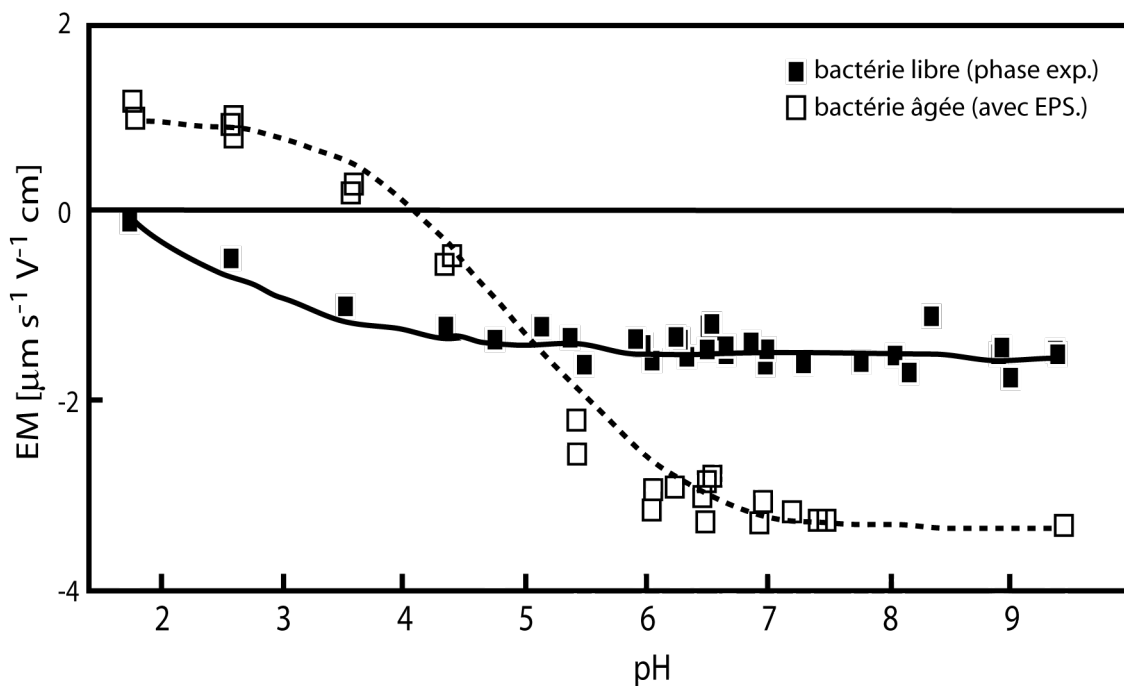 2
bactérie libre (phase exp.)
bactérie âgée (avec EPS.)
0
-2
-4
EM [μm s⁻¹ V⁻¹ cm]
2 3 4 5 6 7 8 9
pH